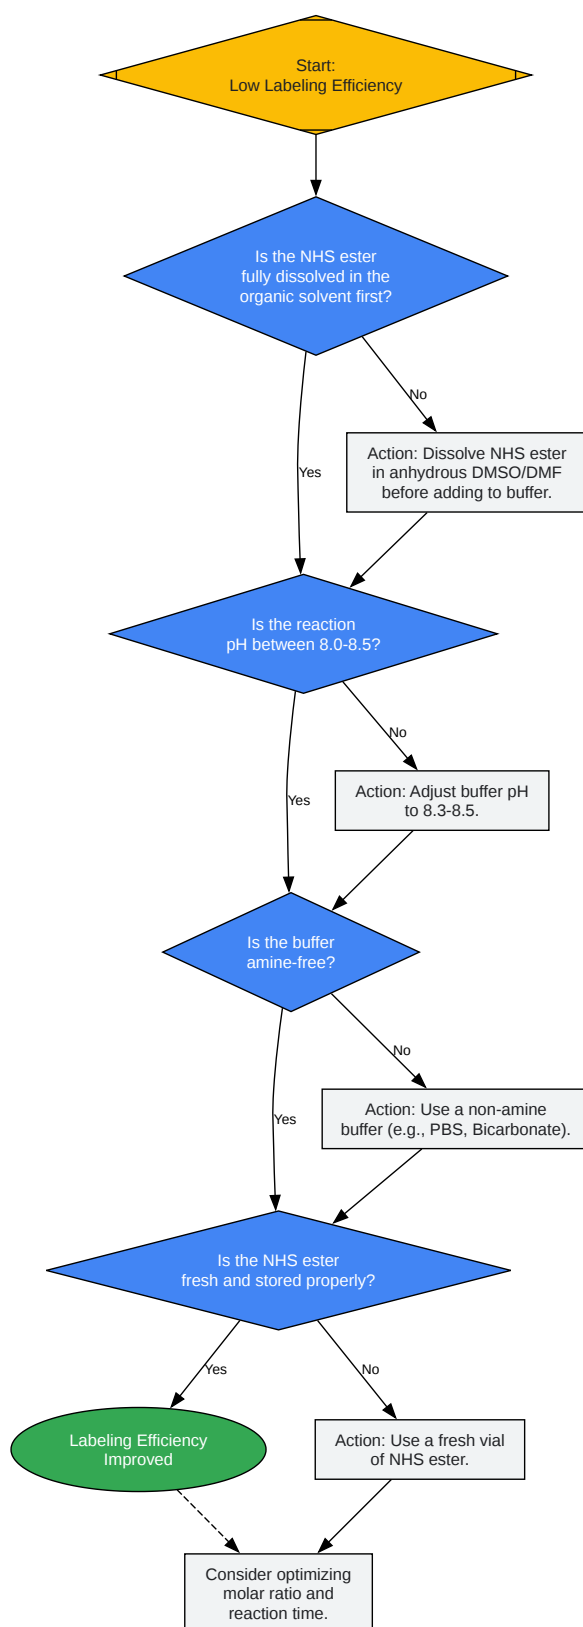 Start:
Low Labeling Efficiency
Is the NHS ester
fully dissolved in the
organic solvent first?
No
Action: Dissolve NHS ester
in anhydrous DMSO/DMF
before adding to buffer.
Yes
Is the reaction
pH between 8.0-8.5?
No
Action: Adjust buffer pH
to 8.3-8.5.
Yes
Is the buffer
amine-free?
No
Action: Use a non-amine
buffer (e.g., PBS, Bicarbonate).
Yes
Is the NHS ester
fresh and stored properly?
Yes
No
Labeling Efficiency
Improved
Action: Use a fresh vial
of NHS ester.
Consider optimizing
molar ratio and
reaction time.